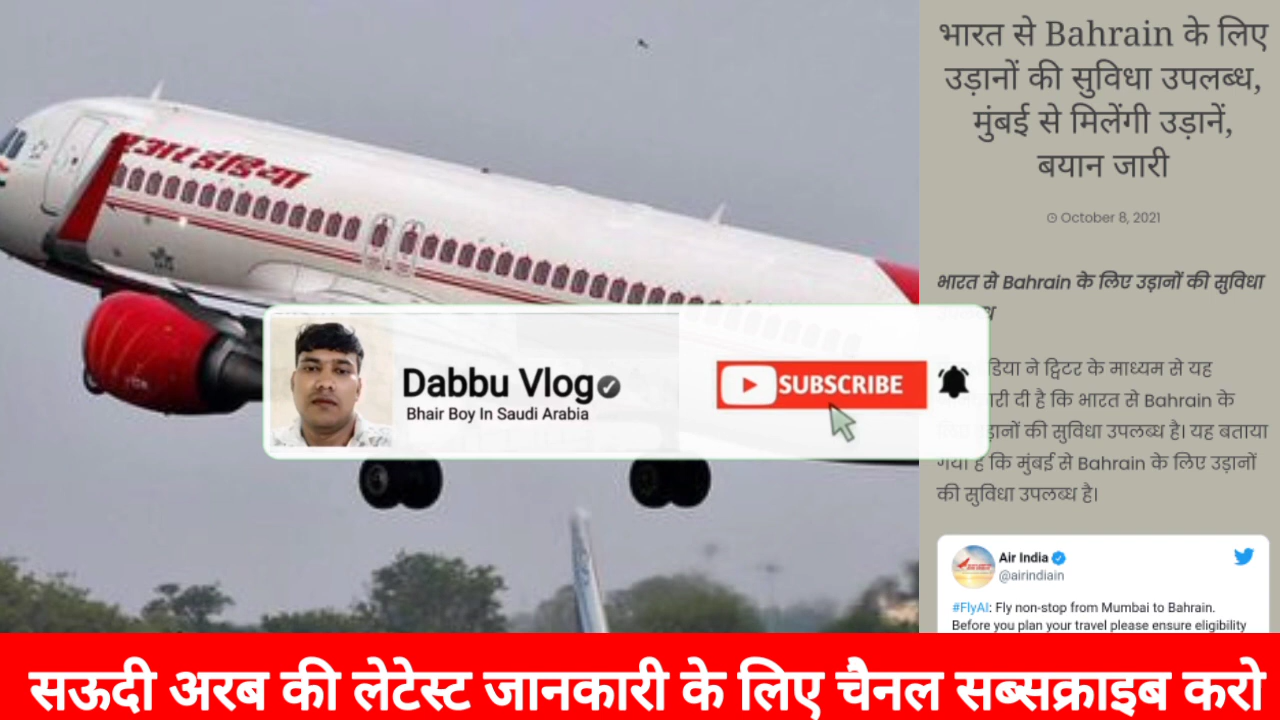 भारत से Bahrain के लिए
उड़ानों की सुविधा उपलब्ध,
मुंबई से मिलेंगी उड़ानें,
बयान जारी
October 8, 2021
भारत से Bahrain के लिए उड़ानों की सुविधा
डिया ने ट्विटर के माध्यम से यह
री दी है कि भारत से Bahrain के
लिए उड़ानों की सुविधा उपलब्ध है। यह बताया
गया है कि मुंबई से Bahrain के लिए उड़ानों
की सुविधा उपलब्ध है।
Air India
@airindiain
#FlyAI: Fly non-stop from Mumbai to Bahrain.
Before you plan your travel please ensure eligibility
एअर इंडिया
Dabbu Vlog
Bhair Boy In Saudi Arabia
SUBSCRIBE
सऊदी अरब की लेटेस्ट जानकारी के लिए चैनल सब्सक्राइब करो